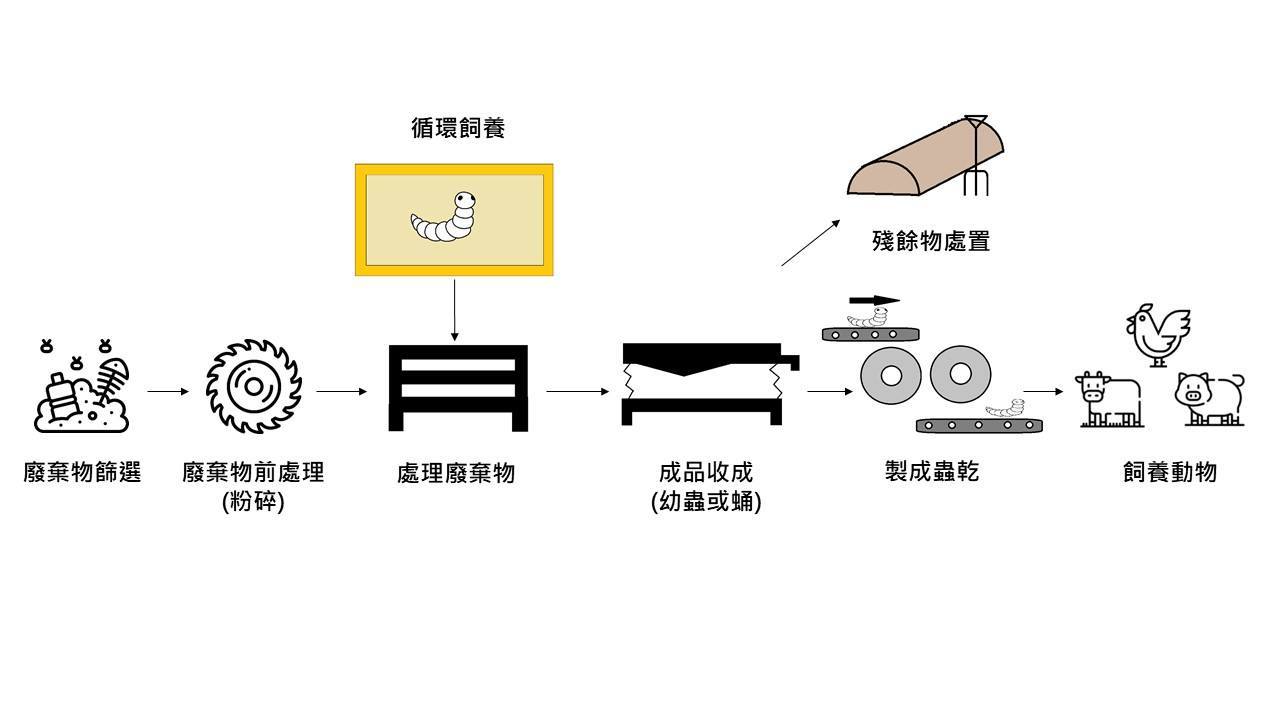 循環飼養
殘餘物處置
廢棄物篩選
廢棄物前處理
(粉碎)
處理廢棄物
成品收成
(幼蟲或蛹)
製成蟲乾
飼養動物